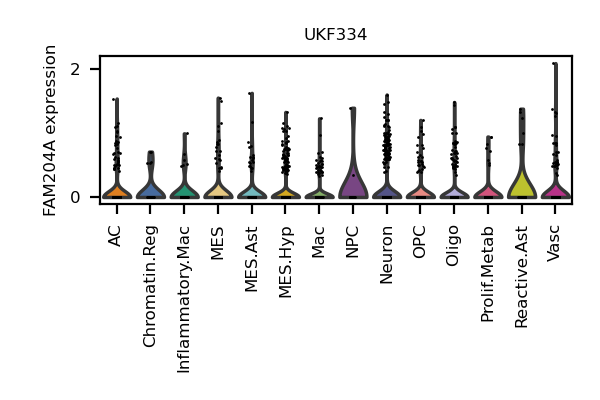 UKF334
FAM204A expression
2
0
AC
Chromatin.Reg
Inflammatory.Mac
MES
MES.Ast
MES.Hyp
Mac
NPC
Neuron
OPC
Oligo
Prolif.Metab
Reactive.Ast
Vasc